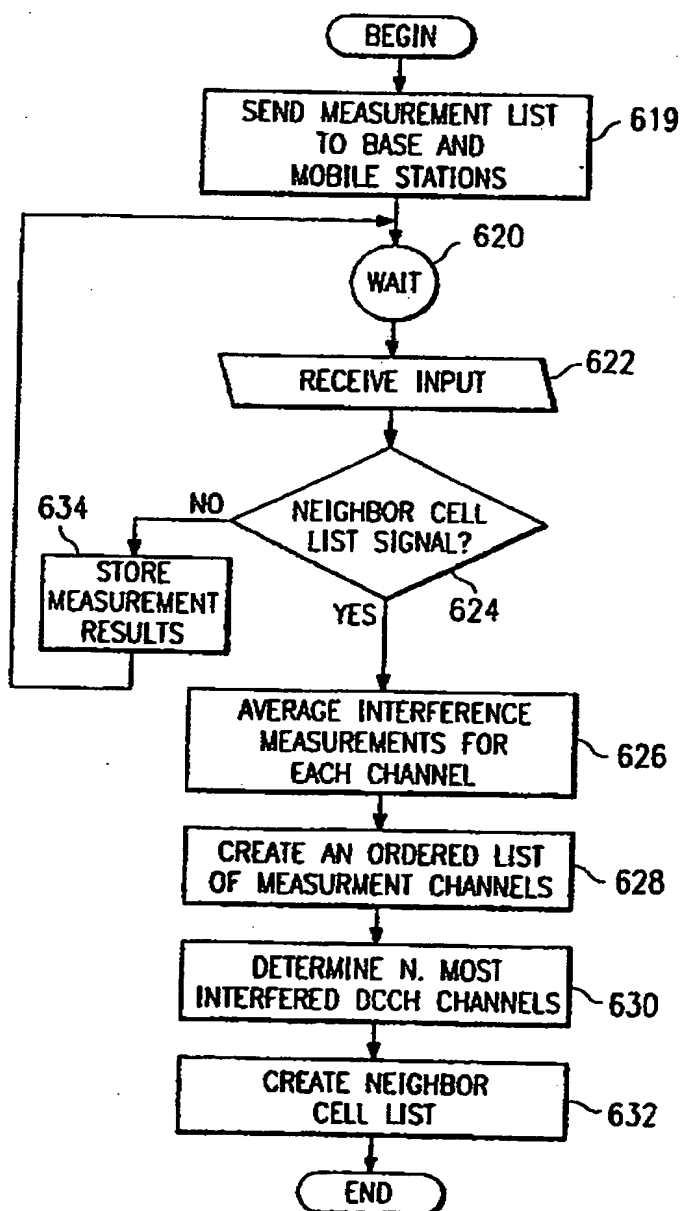 BEGIN
SEND MEASUREMENT LIST
TO BASE AND
MOBILE STATIONS
619
620
WAIT
RECEIVE INPUT
622
NEIGHBOR CELL
LIST SIGNAL?
624
NO
634
STORE
MEASUREMENT
RESULTS
YES
AVERAGE INTERFERENCE
MEASUREMENTS FOR
EACH CHANNEL
626
CREATE AN ORDERED LIST
OF MEASURMENT CHANNELS
628
DETERMINE N. MOST
INTERFERED DCCH CHANNELS
630
CREATE NEIGHBOR
CELL LIST
632
END